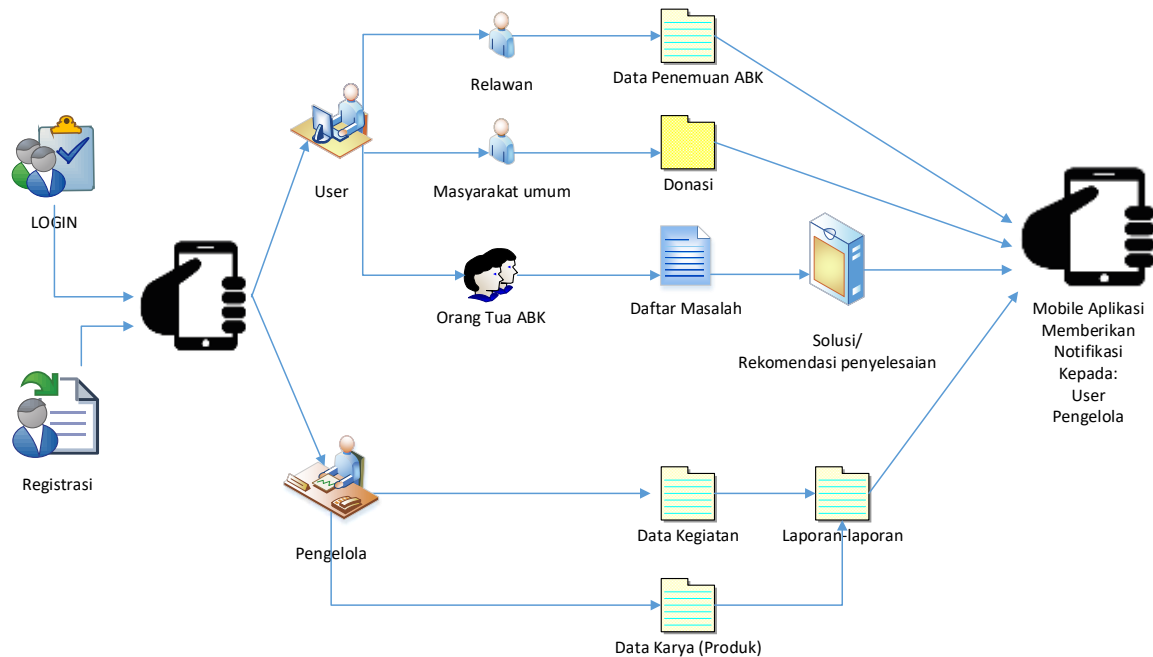 LOGIN
Registrasi
User
Pengelola
Relawan
Data Penemuan ABK
Masyarakat umum
Donasi
Orang Tua ABK
Daftar Masalah
Solusi/
Rekomendasi penyelesaian
Data Kegiatan
Laporan-laporan
Data Karya (Produk)
Mobile Aplikasi
Memberikan
Notifikasi
Kepada:
User
Pengelola